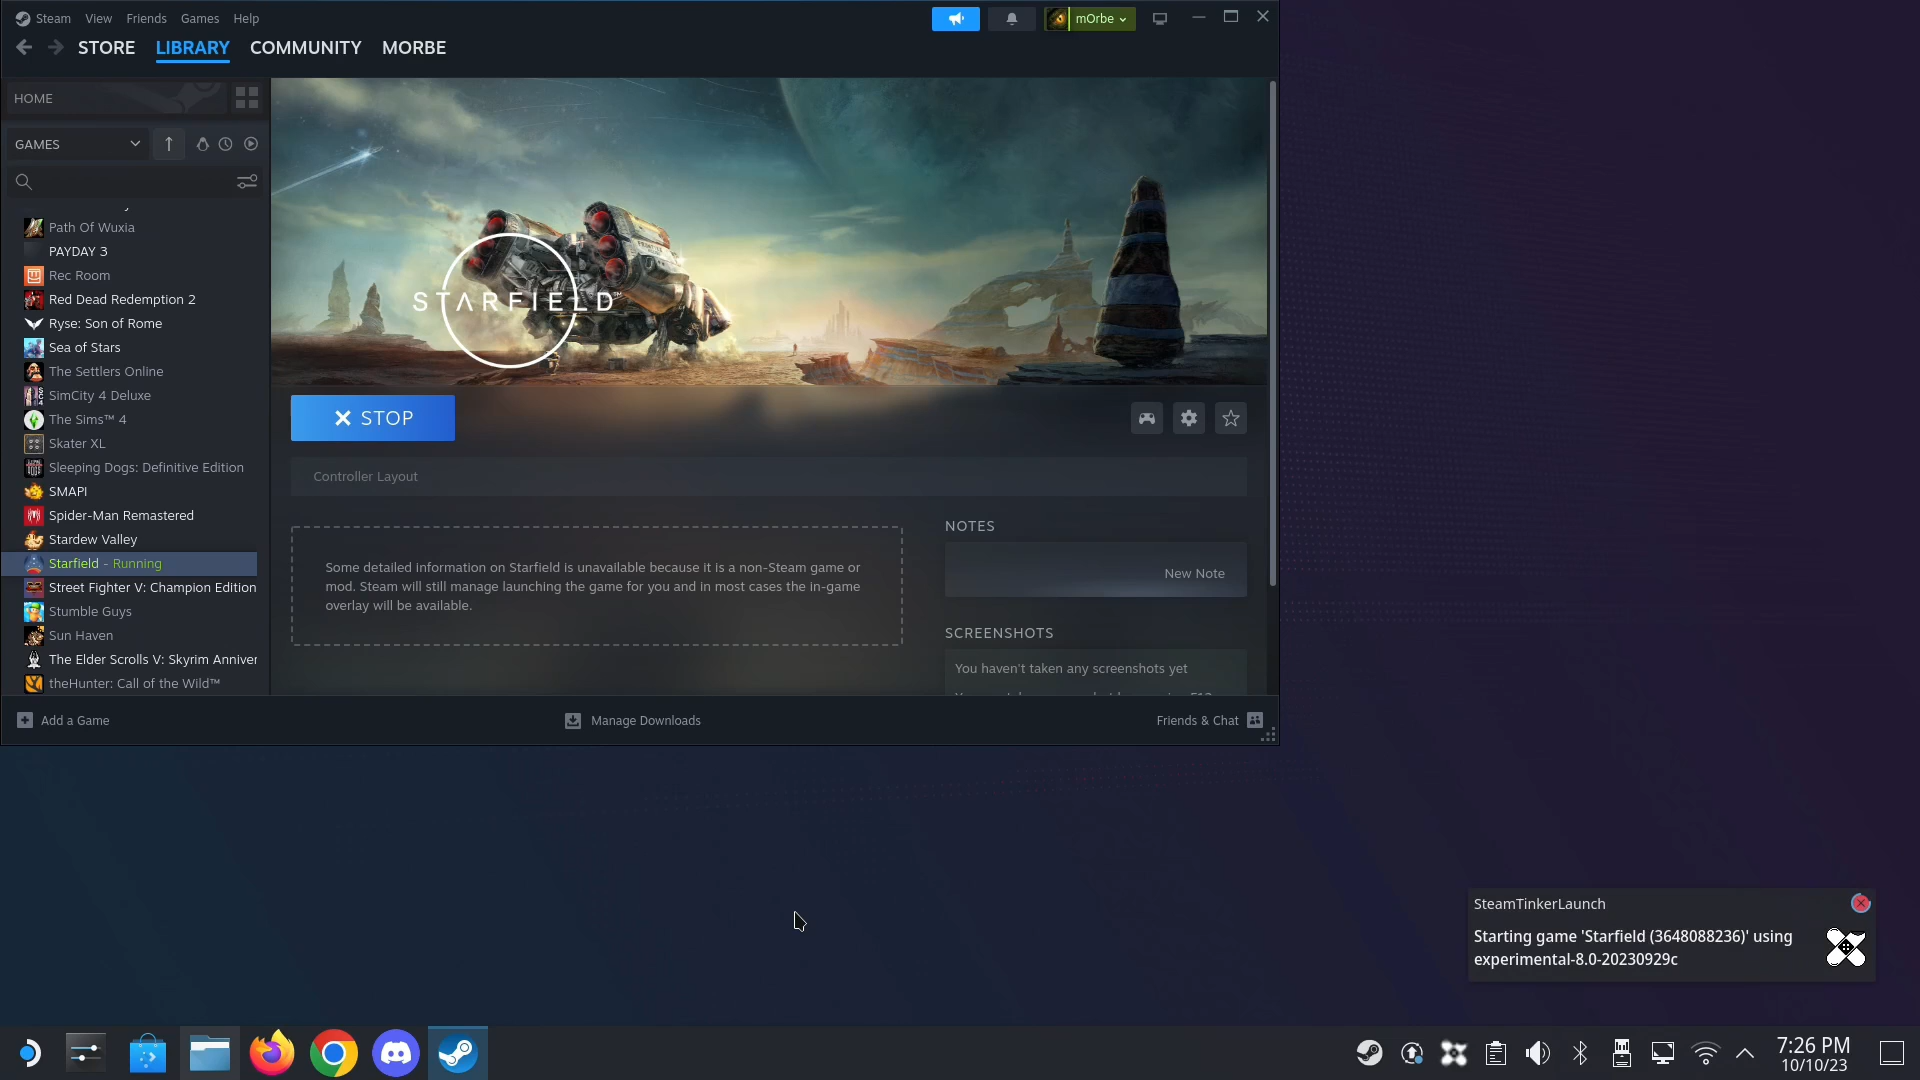 Steam View Friends Games Help
mOrbe
STORE LIBRARY COMMUNITY MORBE
HOME
GAMES
Path Of Wuxia
PAYDAY 3
Rec Room
Red Dead Redemption 2
Ryse: Son of Rome
Sea of Stars
The Settlers Online
SimCity 4 Deluxe
The Sims™ 4
Skater XL
Sleeping Dogs: Definitive Edition
SMAPI
Spider-Man Remastered
Stardew Valley
Starfield - Running
Street Fighter V: Champion Edition
Stumble Guys
Sun Haven
The Elder Scrolls V: Skyrim Anniver
theHunter: Call of the Wild™
STARFIELD™
STOP
Controller Layout
Some detailed information on Starfield is unavailable because it is a non-Steam game or
mod. Steam will still manage launching the game for you and in most cases the in-game
overlay will be available.
NOTES
New Note
SCREENSHOTS
You haven't taken any screenshots yet
Add a Game
Manage Downloads
Friends & Chat
SteamTinkerLaunch
Starting game 'Starfield (3648088236)' using
experimental-8.0-20230929c
7:26 PM
10/10/23